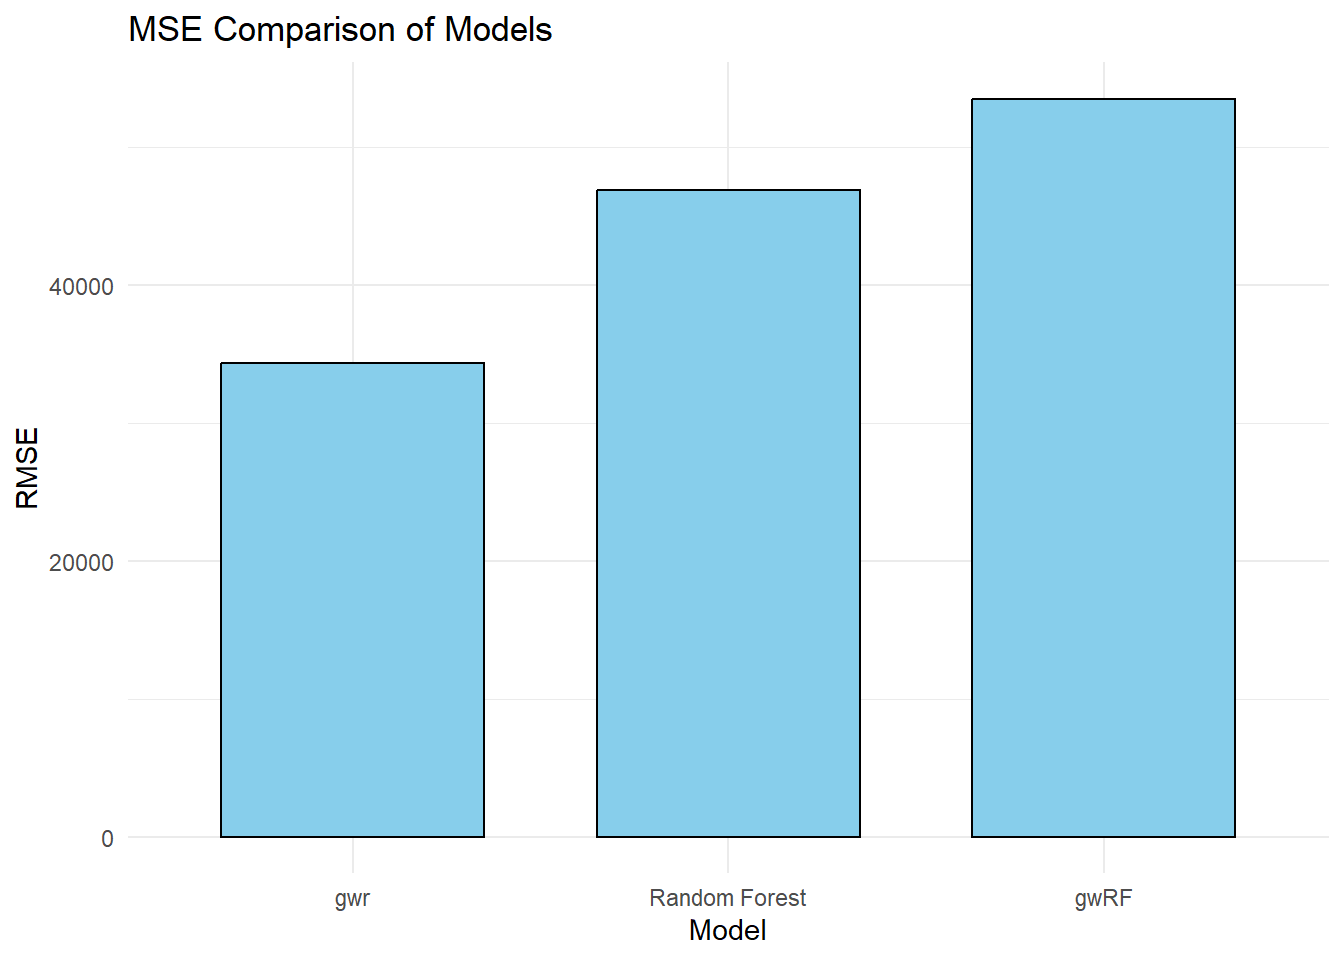 MSE Comparison of Models
RMSE
40000
20000
0
gwr
Random Forest
gwRF
Model